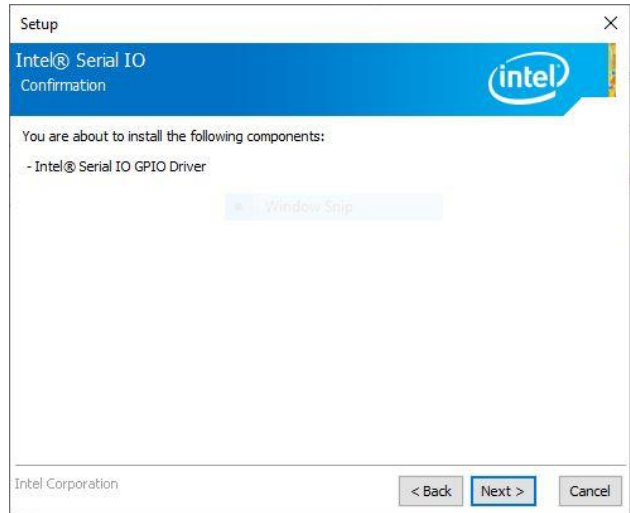 Setup
Intel® Serial IO
Confirmation
intel
You are about to install the following components:
- Intel® Serial IO GPIO Driver
Window Snip
Intel Corporation
< Back
Next >
Cancel